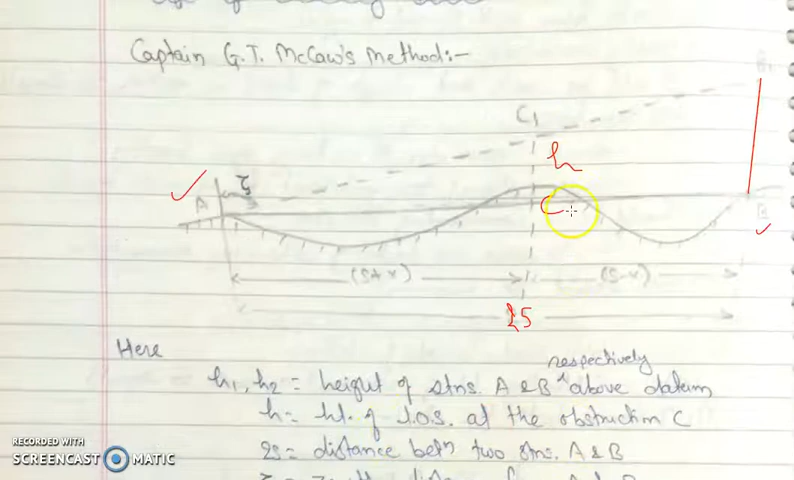 Captain G.T. McCaw's Method:-
C1
B1
h
ξ
A
C
B
(S+x)
(S-x)
2S
Here
respectively
h1, h2 = height of stns. A & B ^ above datum
h = ht. of l.o.s. at the obstruction C
2s = distance betn two stns. A & B
RECORDED WITH
SCREENCAST MATIC